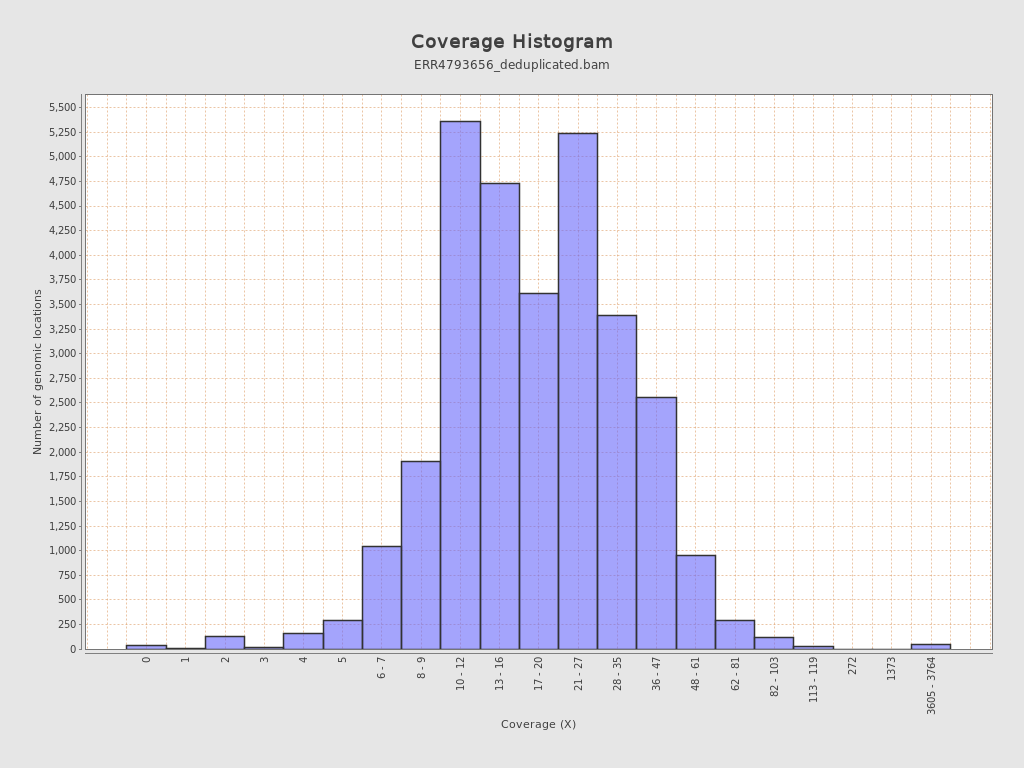 Coverage Histogram
ERR4793656_deduplicated.bam
Number of genomic locations
5,500
5,250
5,000
4,750
4,500
4,250
4,000
3,750
3,500
3,250
3,000
2,750
2,500
2,250
2,000
1,750
1,500
1,250
1,000
750
500
250
0
0
1
2
3
4
5
6 - 7
8 - 9
10 - 12
13 - 16
17 - 20
21 - 27
28 - 35
36 - 47
48 - 61
62 - 81
82 - 103
113 - 119
272
1373
3605 - 3764
Coverage (X)